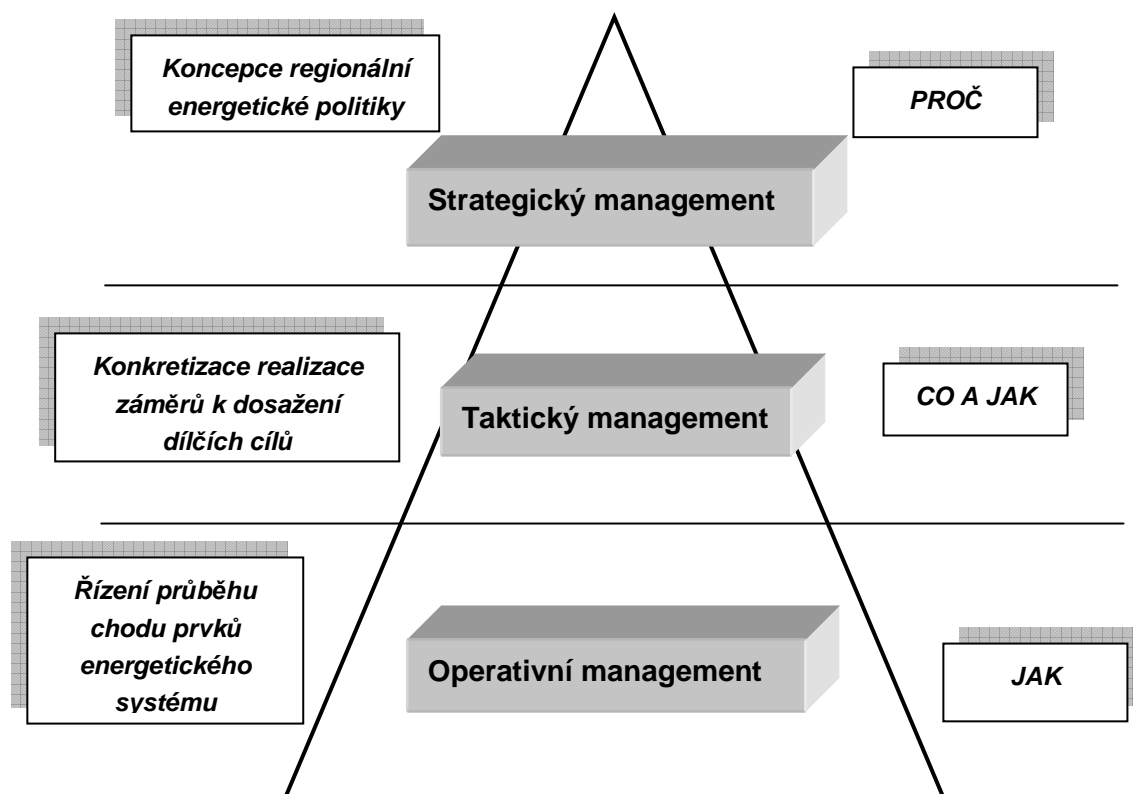 Koncepce regionální
energetické politiky
PROČ
Strategický management
Konkretizace realizace
záměrů k dosažení
dílčích cílů
Taktický management
CO A JAK
Řízení průběhu
chodu prvků
energetického
systému
Operativní management
JAK